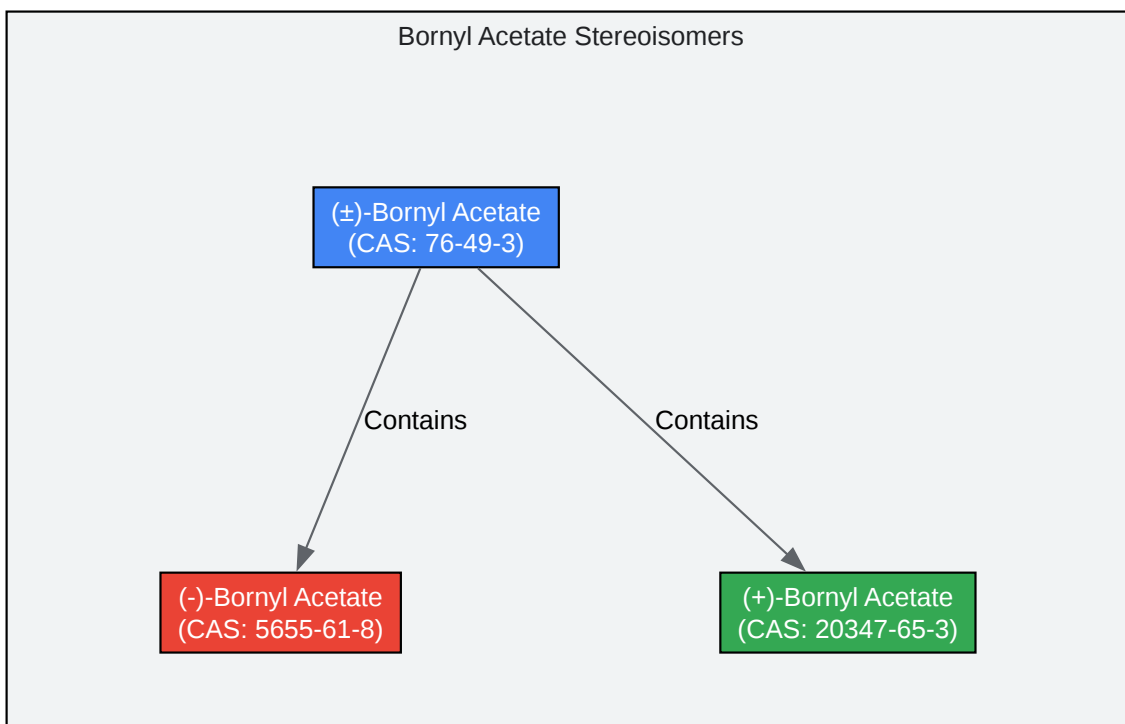 Bornyl Acetate Stereoisomers
(±)-Bornyl Acetate
(CAS: 76-49-3)
Contains
Contains
(-)-Bornyl Acetate
(CAS: 5655-61-8)
(+)-Bornyl Acetate
(CAS: 20347-65-3)